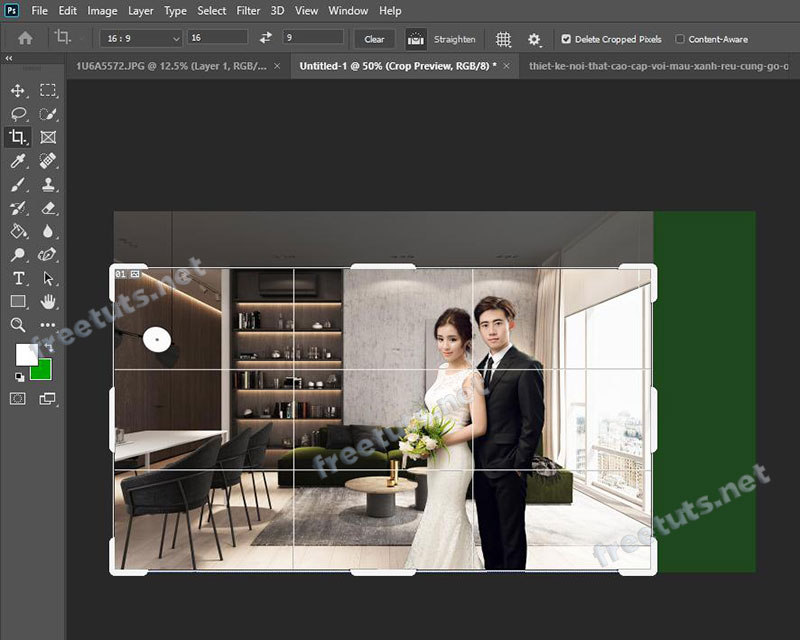 Ps File Edit Image Layer Type Select Filter 3D View Window Help
16 : 9 16 9 Clear Straighten Delete Cropped Pixels Content-Aware
1U6A5572.JPG @ 12.5% (Layer 1, RGB/... × Untitled-1 @ 50% (Crop Preview, RGB/8) * × thiet-ke-noi-that-cao-cap-voi-mau-xanh-reu-cung-go-o
01
freetuts.net
T
freetuts.net
freetuts.net